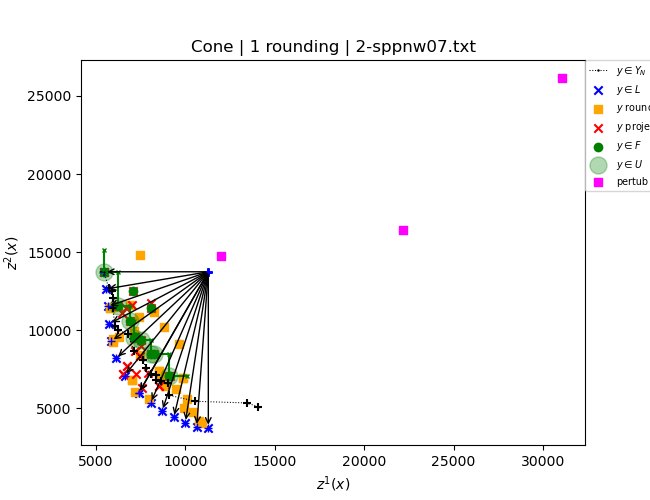 Cone | 1 rounding | 2-sppnw07.txt
z²(x)
25000
20000
15000
10000
5000
5000 10000 15000 20000 25000 30000
z¹(x)
y ∈ Y_N
y ∈ L
y roun
y proje
y ∈ F
y ∈ U
pertub